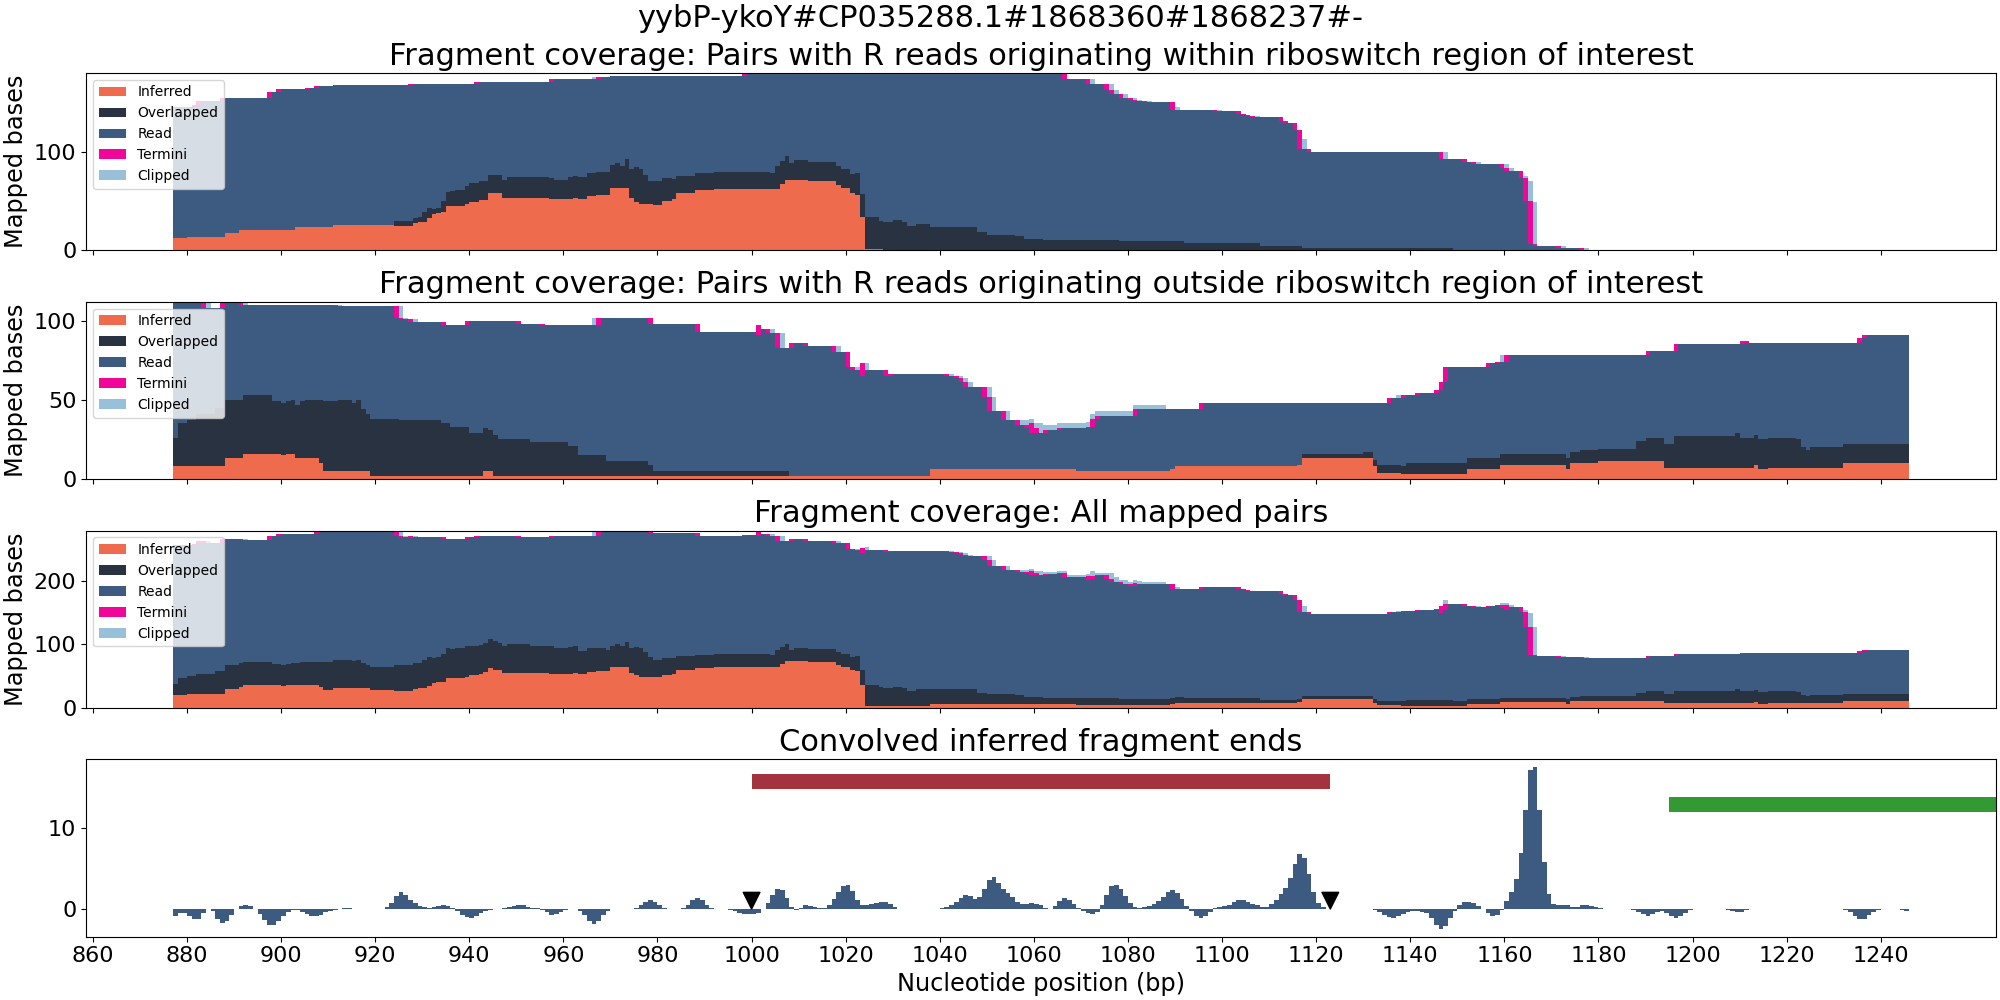 yybP-ykoY#CP035288.1#1868360#1868237#-
Fragment coverage: Pairs with R reads originating within riboswitch region of interest
Mapped bases
100
0
Inferred
Overlapped
Read
Termini
Clipped
Fragment coverage: Pairs with R reads originating outside riboswitch region of interest
Mapped bases
100
50
0
Inferred
Overlapped
Read
Termini
Clipped
Fragment coverage: All mapped pairs
Mapped bases
200
100
0
Inferred
Overlapped
Read
Termini
Clipped
Convolved inferred fragment ends
10
0
860 880 900 920 940 960 980 1000 1020 1040 1060 1080 1100 1120 1140 1160 1180 1200 1220 1240
Nucleotide position (bp)